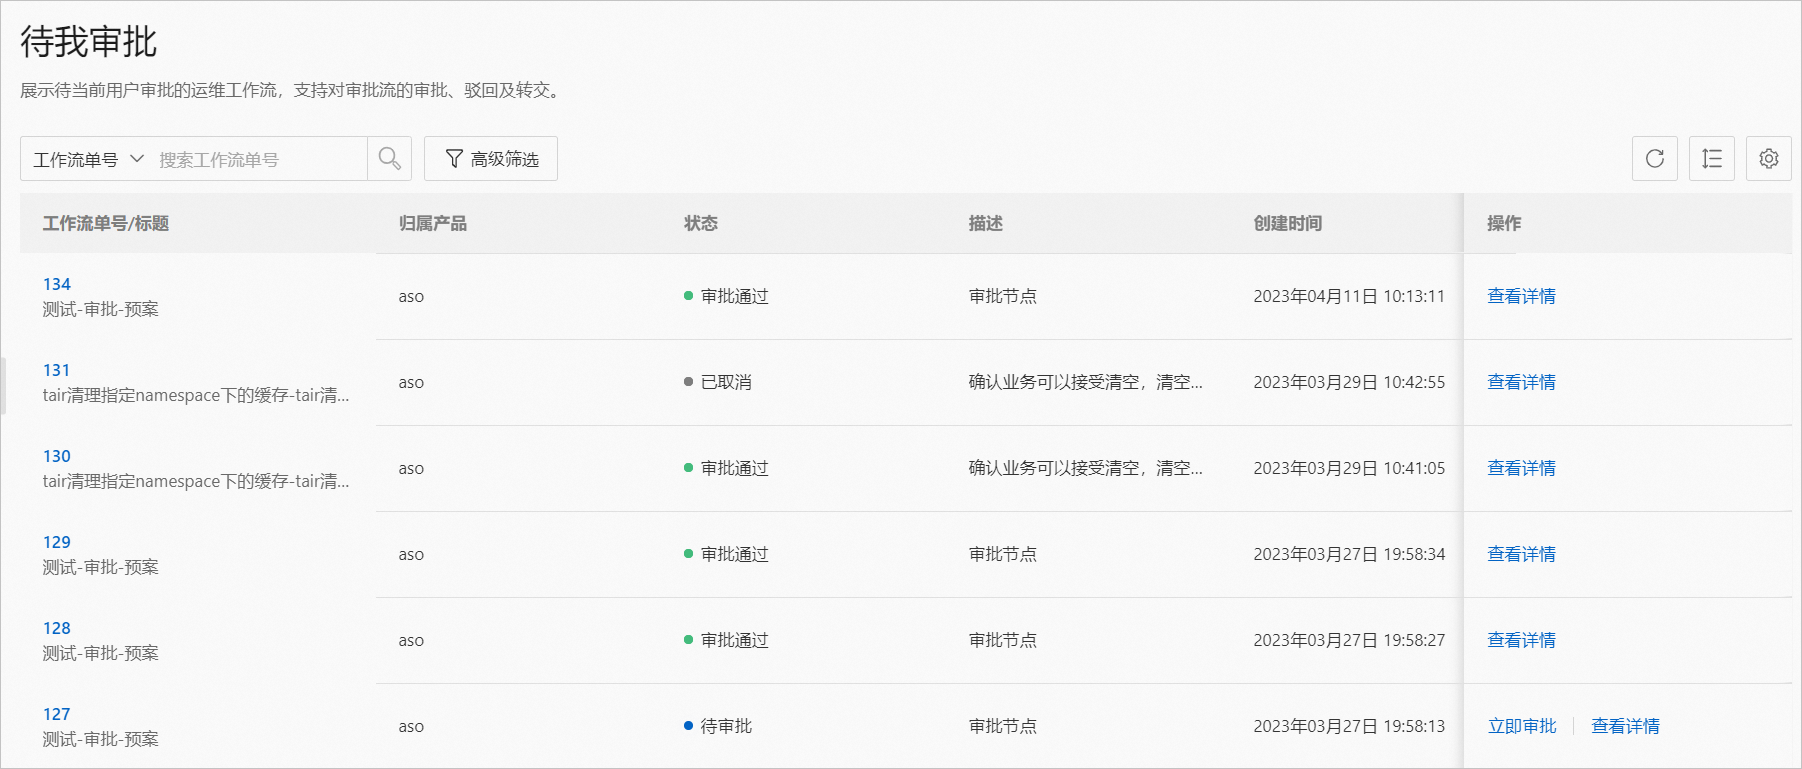 待我审批
展示待当前用户审批的运维工作流，支持对审批流的审批、驳回及转交。
工作流单号 搜索工作流单号 高级筛选
工作流单号/标题 归属产品 状态 描述 创建时间 操作
134
测试-审批-预案 aso 审批通过 审批节点 2023年04月11日 10:13:11 查看详情
131
tair清理指定namespace下的缓存-tair清... aso 已取消 确认业务可以接受清空，清空... 2023年03月29日 10:42:55 查看详情
130
tair清理指定namespace下的缓存-tair清... aso 审批通过 确认业务可以接受清空，清空... 2023年03月29日 10:41:05 查看详情
129
测试-审批-预案 aso 审批通过 审批节点 2023年03月27日 19:58:34 查看详情
128
测试-审批-预案 aso 审批通过 审批节点 2023年03月27日 19:58:27 查看详情
127
测试-审批-预案 aso 待审批 审批节点 2023年03月27日 19:58:13 立即审批 查看详情